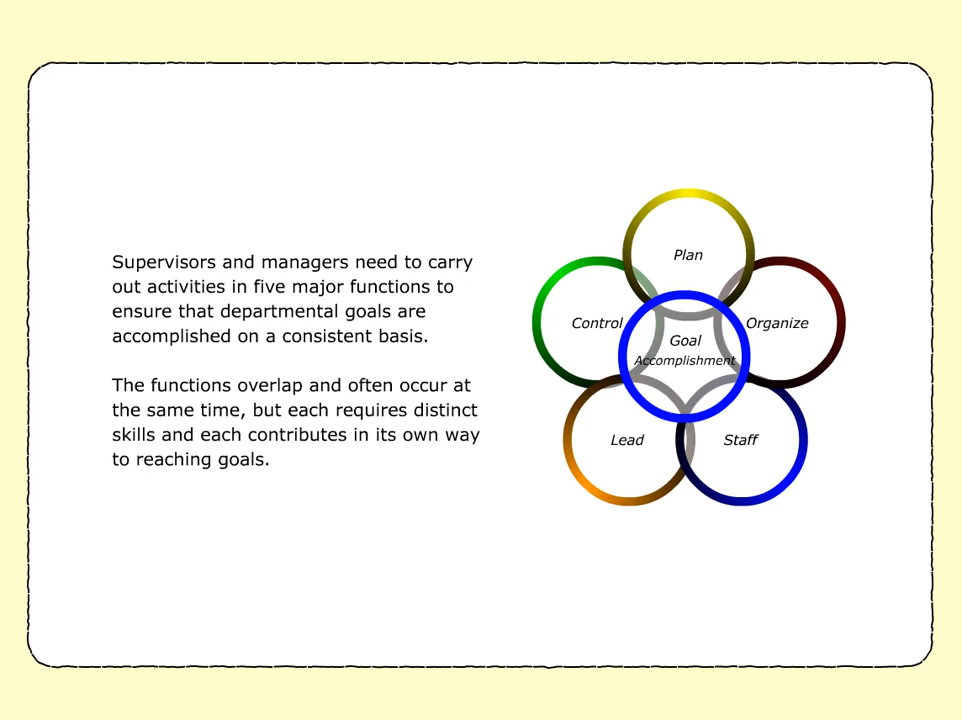 Supervisors and managers need to carry
out activities in five major functions to
ensure that departmental goals are
accomplished on a consistent basis.
The functions overlap and often occur at
the same time, but each requires distinct
skills and each contributes in its own way
to reaching goals.
Plan
Control
Organize
Goal
Accomplishment
Lead
Staff